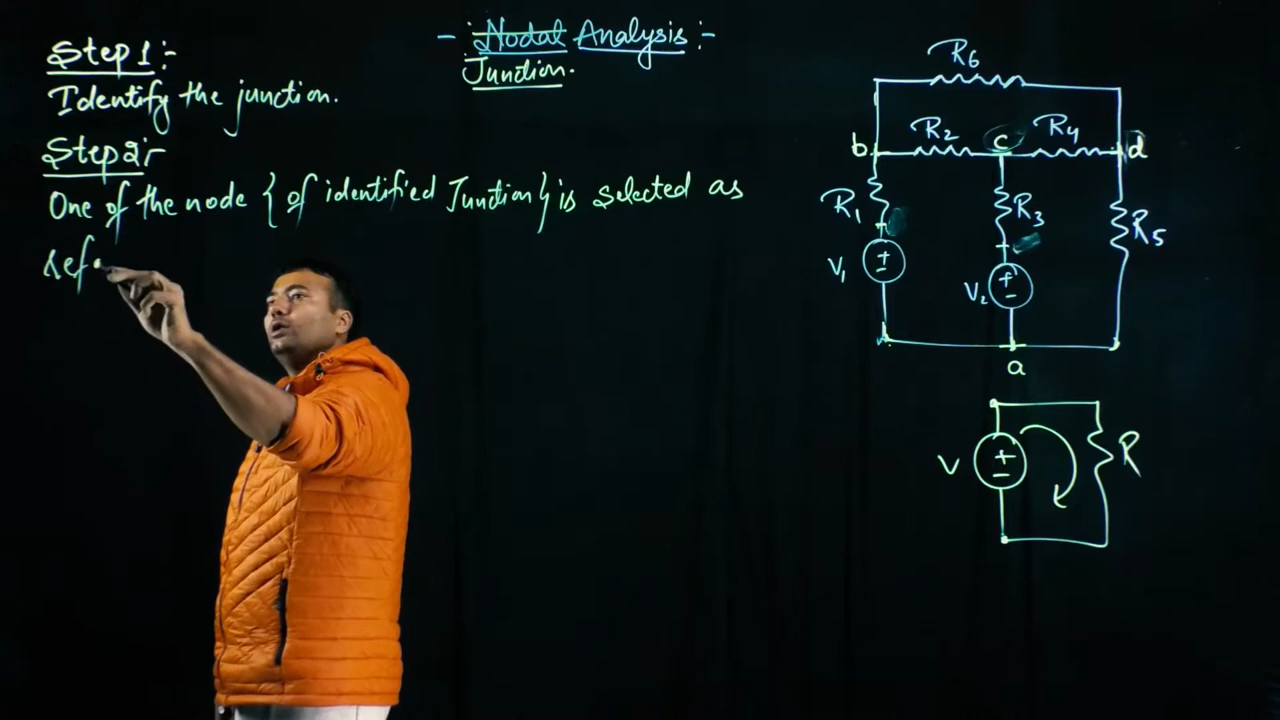 - :Nodal Analysis :-
Junction.
Step 1 :-
Identify the junction.
Step 2 :-
One of the node { of identified Junction } is selected as
ref
R6
b
R2
c
R4
d
R1
R3
R5
V1
+
-
V2
+
-
a
V
+
-
R